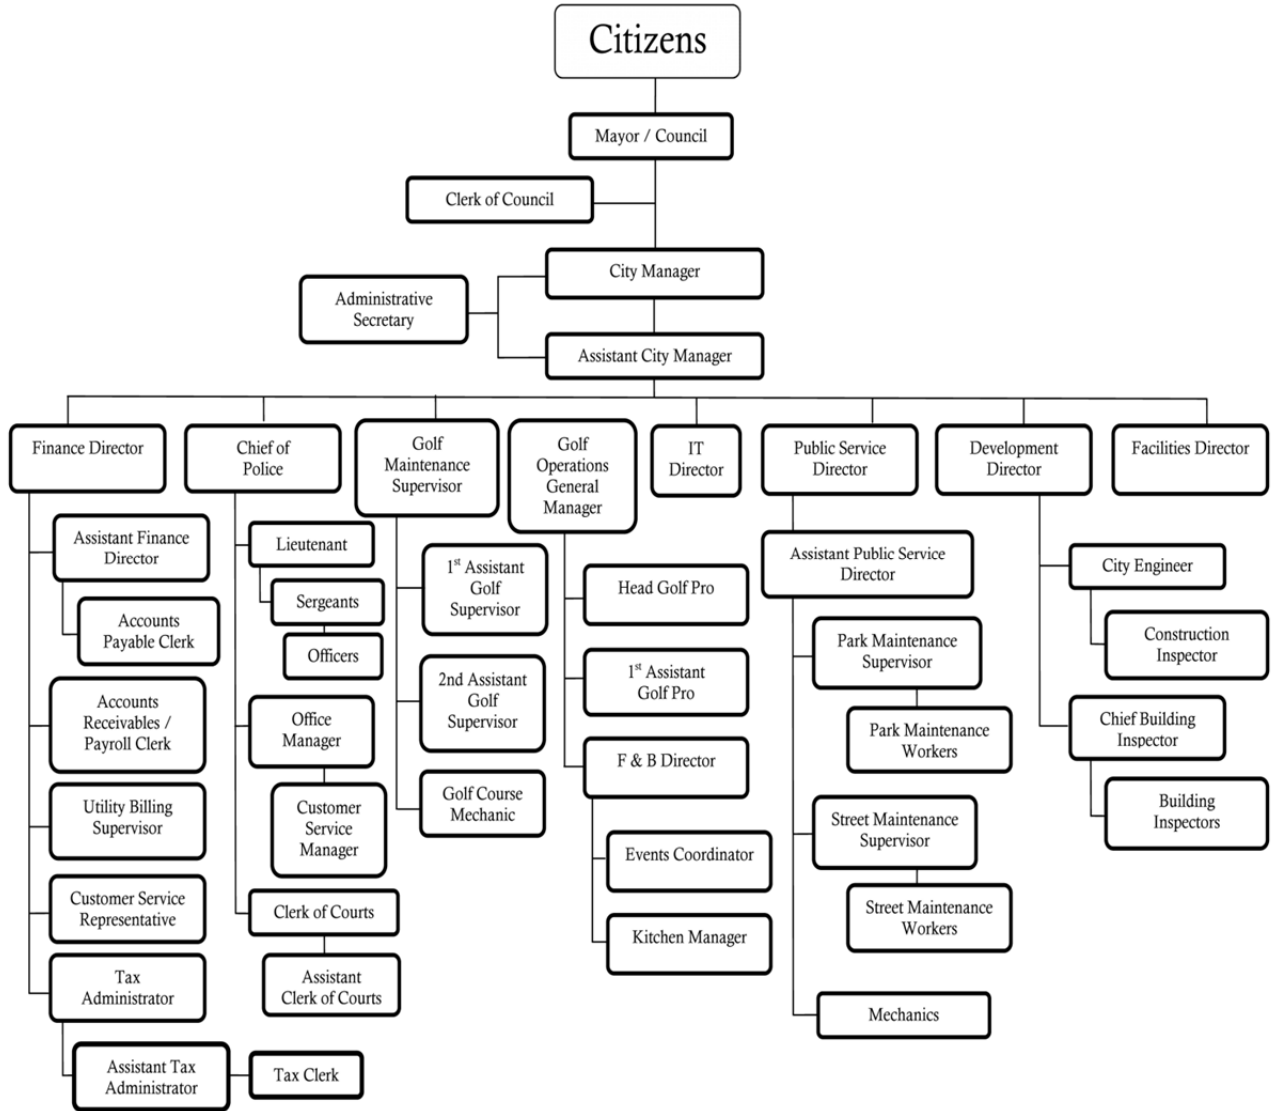 Citizens
Mayor / Council
Clerk of Council
City Manager
Administrative
Secretary
Assistant City Manager
Finance Director
Chief of
Police
Golf
Maintenance
Supervisor
Golf
Operations
General
Manager
IT
Director
Public Service
Director
Development
Director
Facilities Director
Assistant Finance
Director
Accounts
Payable Clerk
Accounts
Receivables /
Payroll Clerk
Utility Billing
Supervisor
Customer Service
Representative
Tax
Administrator
Assistant Tax
Administrator
Tax Clerk
Lieutenant
Sergeants
Officers
Office
Manager
Customer
Service
Manager
Clerk of Courts
Assistant
Clerk of Courts
1st Assistant
Golf
Supervisor
2nd Assistant
Golf
Supervisor
Golf Course
Mechanic
Head Golf Pro
1st Assistant
Golf Pro
F & B Director
Events Coordinator
Kitchen Manager
Assistant Public Service
Director
Park Maintenance
Supervisor
Park Maintenance
Workers
Street Maintenance
Supervisor
Street Maintenance
Workers
Mechanics
City Engineer
Construction
Inspector
Chief Building
Inspector
Building
Inspectors